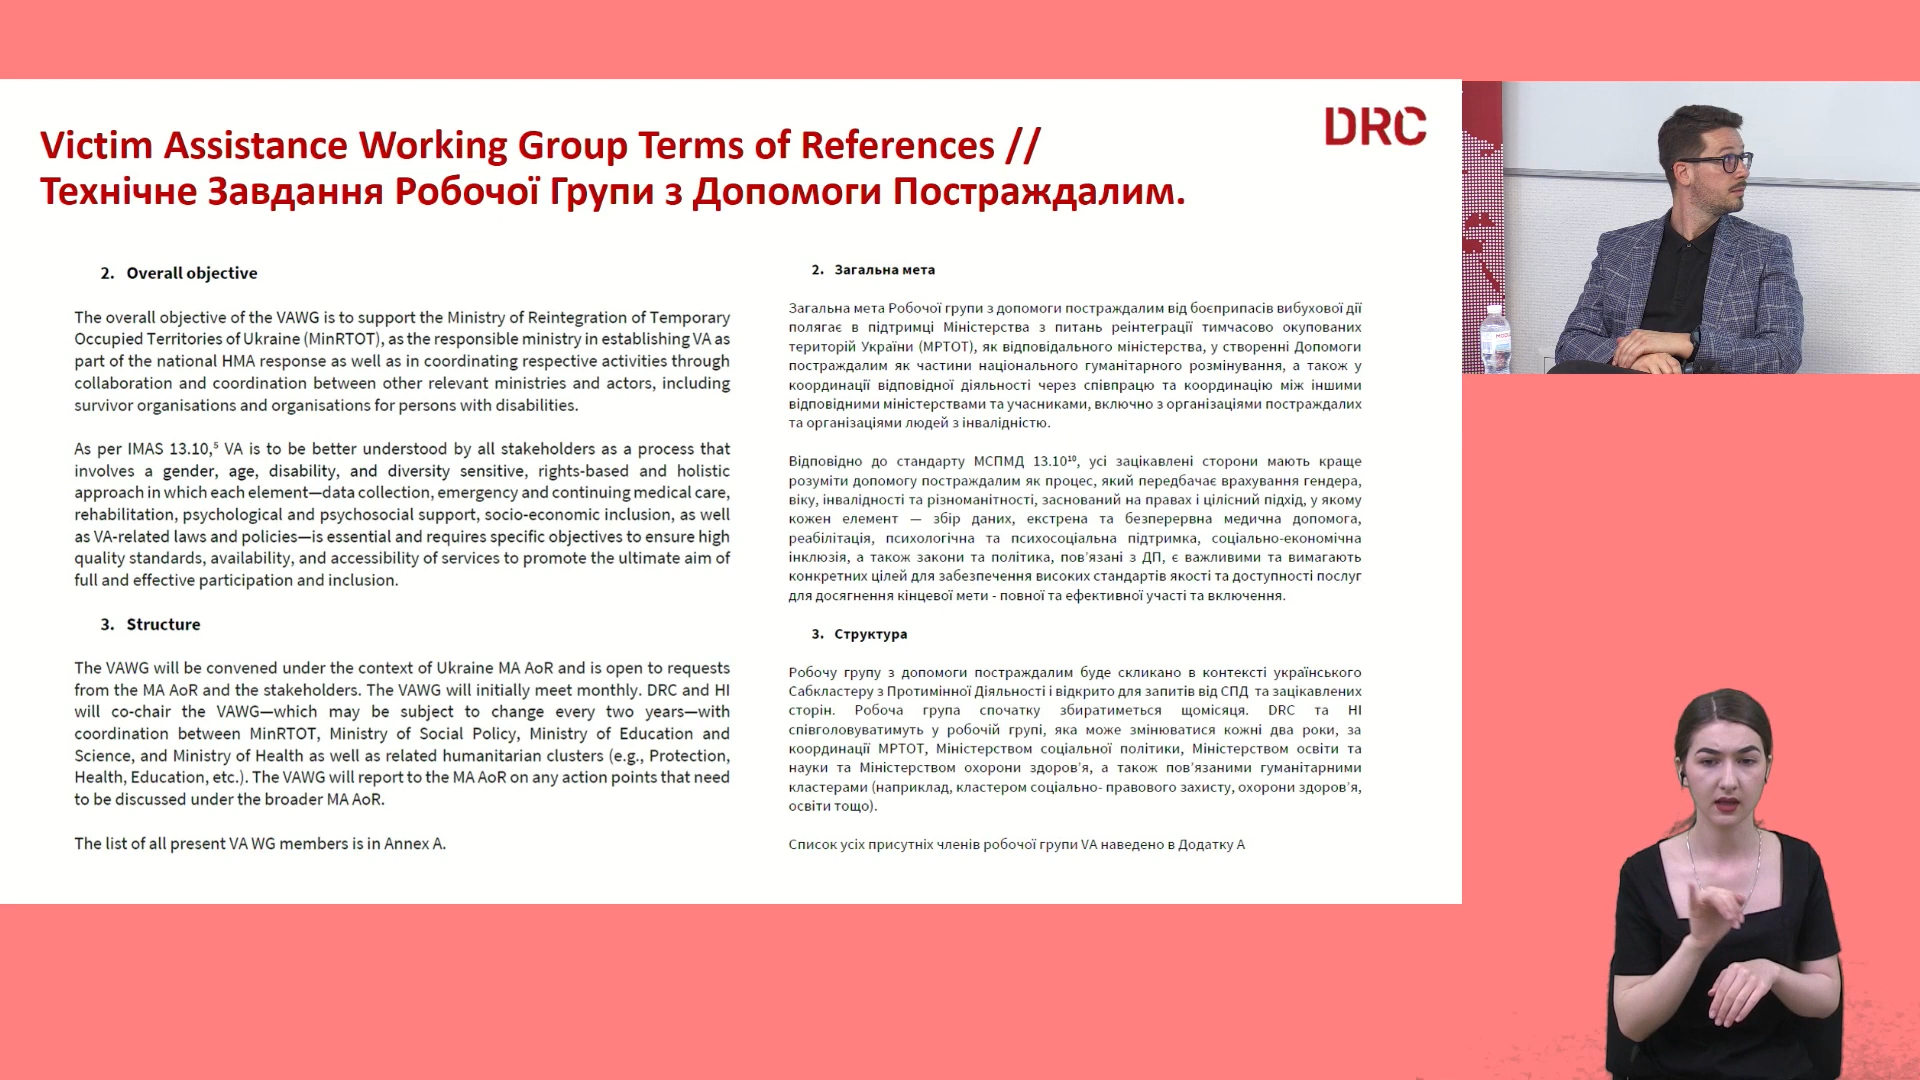 DRC
Victim Assistance Working Group Terms of References //
Технічне Завдання Робочої Групи з Допомоги Постраждалим.
2. Overall objective
The overall objective of the VAWG is to support the Ministry of Reintegration of Temporary
Occupied Territories of Ukraine (MinRTOT), as the responsible ministry in establishing VA as
part of the national HMA response as well as in coordinating respective activities through
collaboration and coordination between other relevant ministries and actors, including
survivor organisations and organisations for persons with disabilities.
As per IMAS 13.10,⁵ VA is to be better understood by all stakeholders as a process that
involves a gender, age, disability, and diversity sensitive, rights-based and holistic
approach in which each element—data collection, emergency and continuing medical care,
rehabilitation, psychological and psychosocial support, socio-economic inclusion, as well
as VA-related laws and policies—is essential and requires specific objectives to ensure high
quality standards, availability, and accessibility of services to promote the ultimate aim of
full and effective participation and inclusion.
3. Structure
The VAWG will be convened under the context of Ukraine MA AoR and is open to requests
from the MA AoR and the stakeholders. The VAWG will initially meet monthly. DRC and HI
will co-chair the VAWG—which may be subject to change every two years—with
coordination between MinRTOT, Ministry of Social Policy, Ministry of Education and
Science, and Ministry of Health as well as related humanitarian clusters (e.g., Protection,
Health, Education, etc.). The VAWG will report to the MA AoR on any action points that need
to be discussed under the broader MA AoR.
The list of all present VA WG members is in Annex A.
2. Загальна мета
Загальна мета Робочої групи з допомоги постраждалим від боєприпасів вибухової дії
полягає в підтримці Міністерства з питань реінтеграції тимчасово окупованих
територій України (МРТОТ), як відповідального міністерства, у створенні Допомоги
постраждалим як частини національного гуманітарного розмінування, а також у
координації відповідної діяльності через співпрацю та координацію між іншими
відповідними міністерствами та учасниками, включно з організаціями постраждалих
та організаціями людей з інвалідністю.
Відповідно до стандарту МСПМД 13.10¹⁰, усі зацікавлені сторони мають краще
розуміти допомогу постраждалим як процес, який передбачає врахування гендера,
віку, інвалідності та різноманітності, заснований на правах і цілісний підхід, у якому
кожен елемент — збір даних, екстрена та безперервна медична допомога,
реабілітація, психологічна та психосоціальна підтримка, соціально-економічна
інклюзія, а також закони та політика, пов’язані з ДП, є важливими та вимагають
конкретних цілей для забезпечення високих стандартів якості та доступності послуг
для досягнення кінцевої мети - повної та ефективної участі та включення.
3. Структура
Робочу групу з допомоги постраждалим буде скликано в контексті українського
Сабкластеру з Протимінної Діяльності і відкрито для запитів від СПД та зацікавлених
сторін. Робоча група спочатку збиратиметься щомісяця. DRC та HI
співголовуватимуть у робочій групі, яка може змінюватися кожні два роки, за
координації МРТОТ, Міністерством соціальної політики, Міністерством освіти та
науки та Міністерством охорони здоров’я, а також пов’язаними гуманітарними
кластерами (наприклад, кластером соціально- правового захисту, охорони здоров’я,
освіти тощо).
Список усіх присутніх членів робочої групи VA наведено в Додатку А